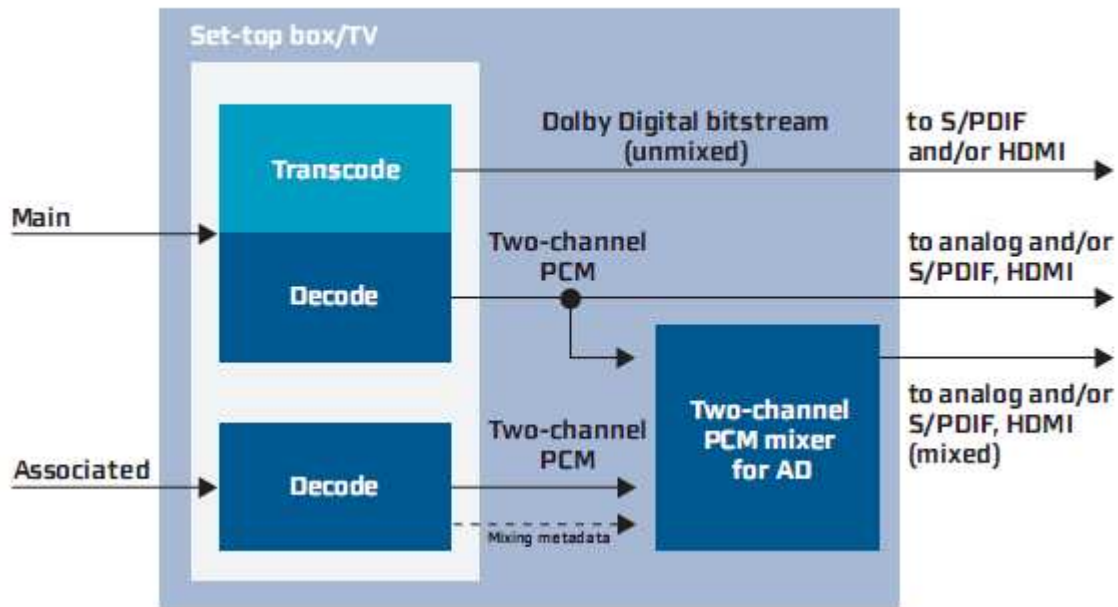 Set-top box/TV
Dolby Digital bitstream
(unmixed)
to S/PDIF
and/or HDMI
Transcode
Main
Two-channel
PCM
to analog and/or
S/PDIF, HDMI
Decode
Two-channel
PCM mixer
for AD
to analog and/or
S/PDIF, HDMI
(mixed)
Two-channel
PCM
Associated
Decode
Mixing metadata